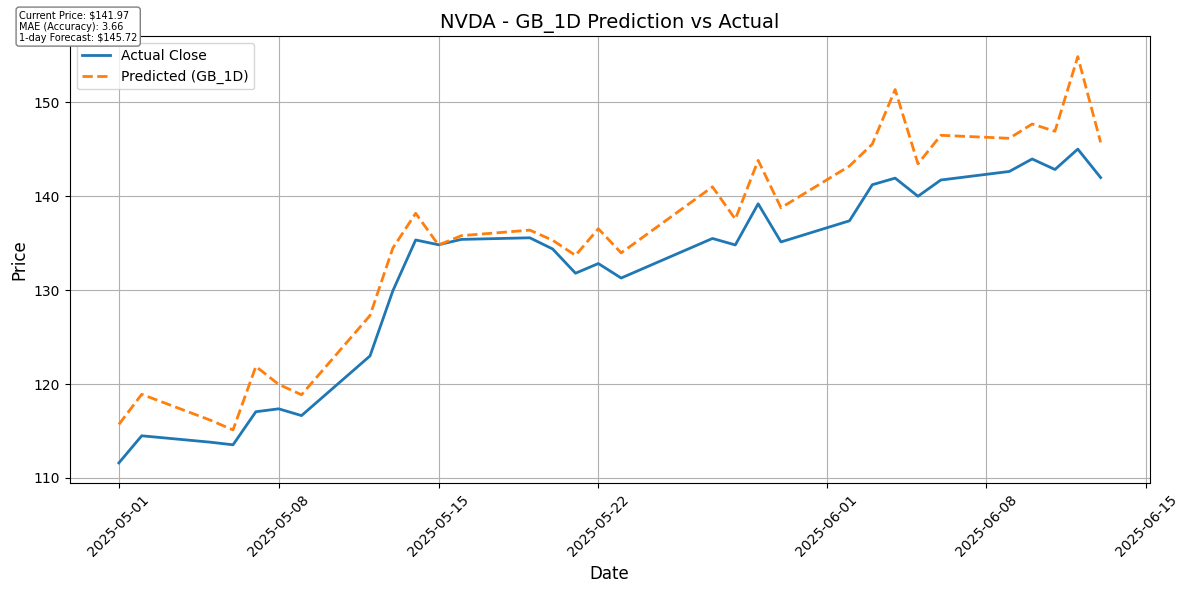 Current Price: $141.97
MAE (Accuracy): 3.66
1-day Forecast: $145.72
NVDA - GB_1D Prediction vs Actual
Actual Close
Predicted (GB_1D)
Price
150
140
130
120
110
2025-05-01
2025-05-08
2025-05-15
2025-05-22
2025-06-01
2025-06-08
2025-06-15
Date